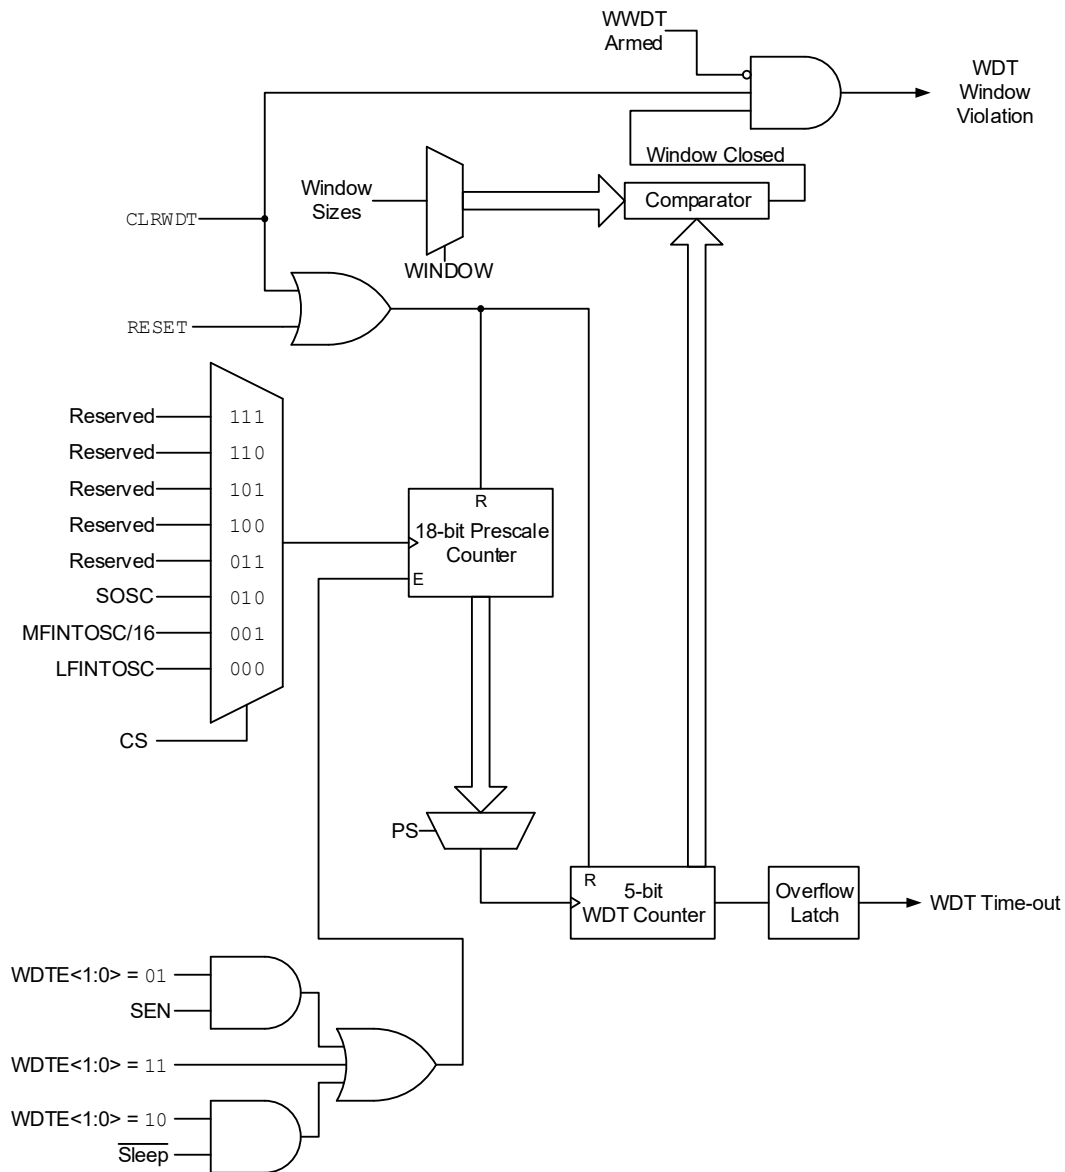 WWDT
Armed
WDT
Window
Violation
Window Closed
Window
Sizes
Comparator
CLRWDT
WINDOW
RESET
Reserved 111
Reserved 110
Reserved 101
Reserved 100
Reserved 011
SOSC 010
MFINTOSC/16 001
LFINTOSC 000
CS
R
18-bit Prescale
Counter
E
PS
R
5-bit
WDT Counter
Overflow
Latch
WDT Time-out
WDTE<1:0> = 01
SEN
WDTE<1:0> = 11
WDTE<1:0> = 10
Sleep